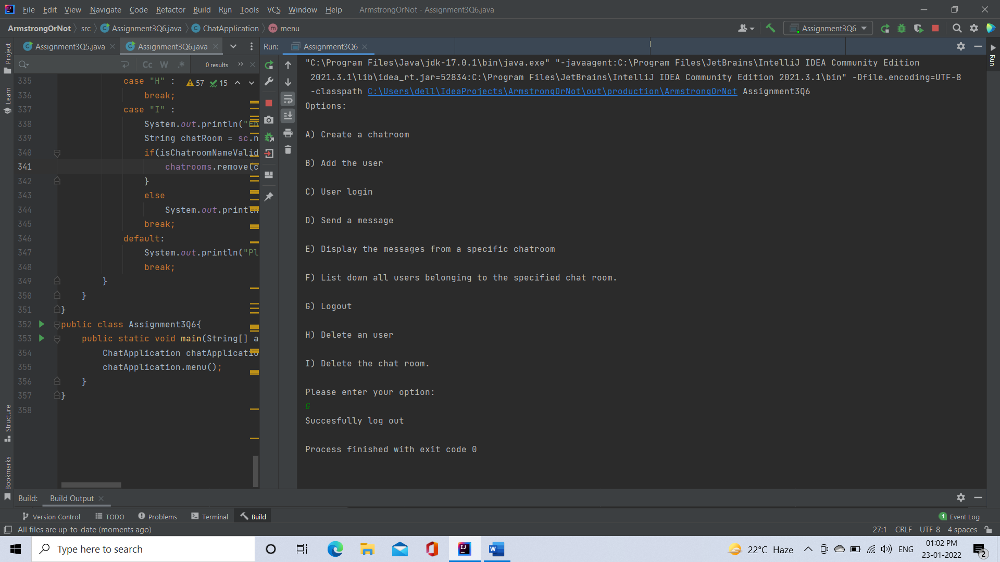 File Edit View Navigate Code Refactor Build Run Tools VCS Window Help ArmstrongOrNot - Assignment3Q6.java
ArmstrongOrNot src Assignment3Q6.java ChatApplication menu Assignment3Q6
Project
Learn
Structure
Bookmarks
Assignment3Q5.java Assignment3Q6.java
Cc W .* 0 results
57 15
335 case "H" :
336 break;
337 case "I" :
338 System.out.println("En
339 String chatRoom = sc.n
340 if(isChatroomNameValid
341 chatrooms.remove(c
342 }
343 else
344 System.out.println
345 break;
346 default:
347 System.out.println("Pl
348 break;
349 }
350 }
351 }
352 public class Assignment3Q6{
353 public static void main(String[] a
354 ChatApplication chatApplicatio
355 chatApplication.menu();
356 }
357 }
358
Run: Assignment3Q6
"C:\Program Files\Java\jdk-17.0.1\bin\java.exe" "-javaagent:C:\Program Files\JetBrains\IntelliJ IDEA Community Edition
2021.3.1\lib\idea_rt.jar=52834:C:\Program Files\JetBrains\IntelliJ IDEA Community Edition 2021.3.1\bin" -Dfile.encoding=UTF-8
-classpath C:\Users\dell\IdeaProjects\ArmstrongOrNot\out\production\ArmstrongOrNot Assignment3Q6
Options:
A) Create a chatroom
B) Add the user
C) User login
D) Send a message
E) Display the messages from a specific chatroom
F) List down all users belonging to the specified chat room.
G) Logout
H) Delete an user
I) Delete the chat room.
Please enter your option:
G
Succesfully log out
Process finished with exit code 0
Run
Build: Build Output
Version Control TODO Problems Terminal Build 1 Event Log
All files are up-to-date (moments ago) 27:1 CRLF UTF-8 4 spaces
Type here to search 22°C Haze ENG 01:02 PM
23-01-2022 2